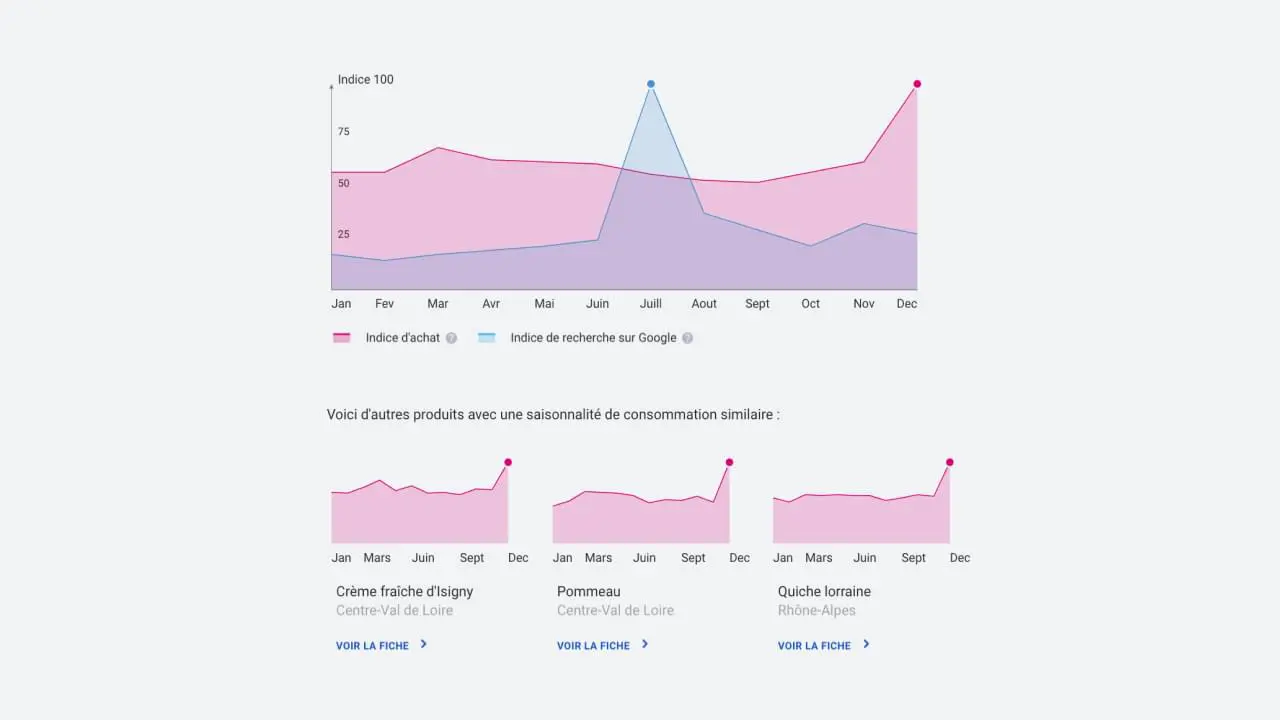 Indice 100
75
50
25
Jan Fev Mar Avr Mai Juin Juill Aout Sept Oct Nov Dec
Indice d'achat ? Indice de recherche sur Google ?
Voici d'autres produits avec une saisonnalité de consommation similaire :
Jan Mars Juin Sept Dec
Crème fraîche d'Isigny
Centre-Val de Loire
VOIR LA FICHE
Jan Mars Juin Sept Dec
Pommeau
Centre-Val de Loire
VOIR LA FICHE
Jan Mars Juin Sept Dec
Quiche lorraine
Rhône-Alpes
VOIR LA FICHE